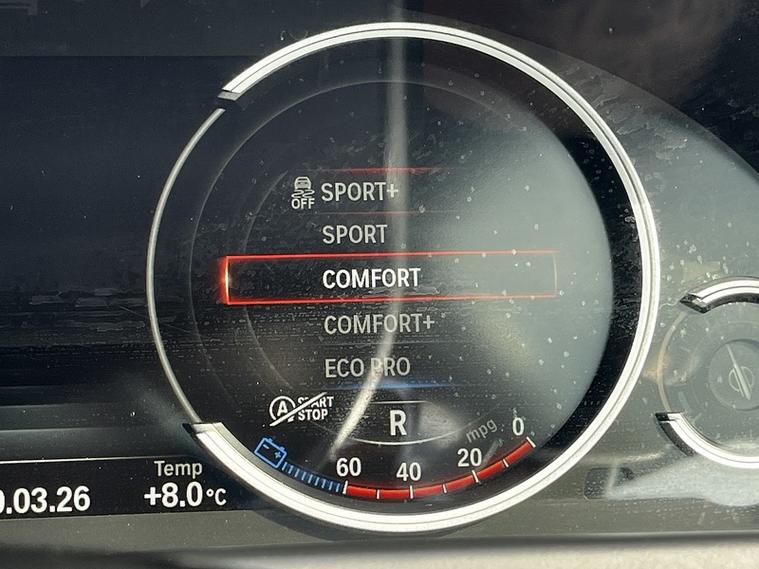 OFF SPORT+
SPORT
COMFORT
COMFORT+
ECO PRO
A START
STOP
R
mpg
60 40 20 0
Temp
.03.26 +8.0°C